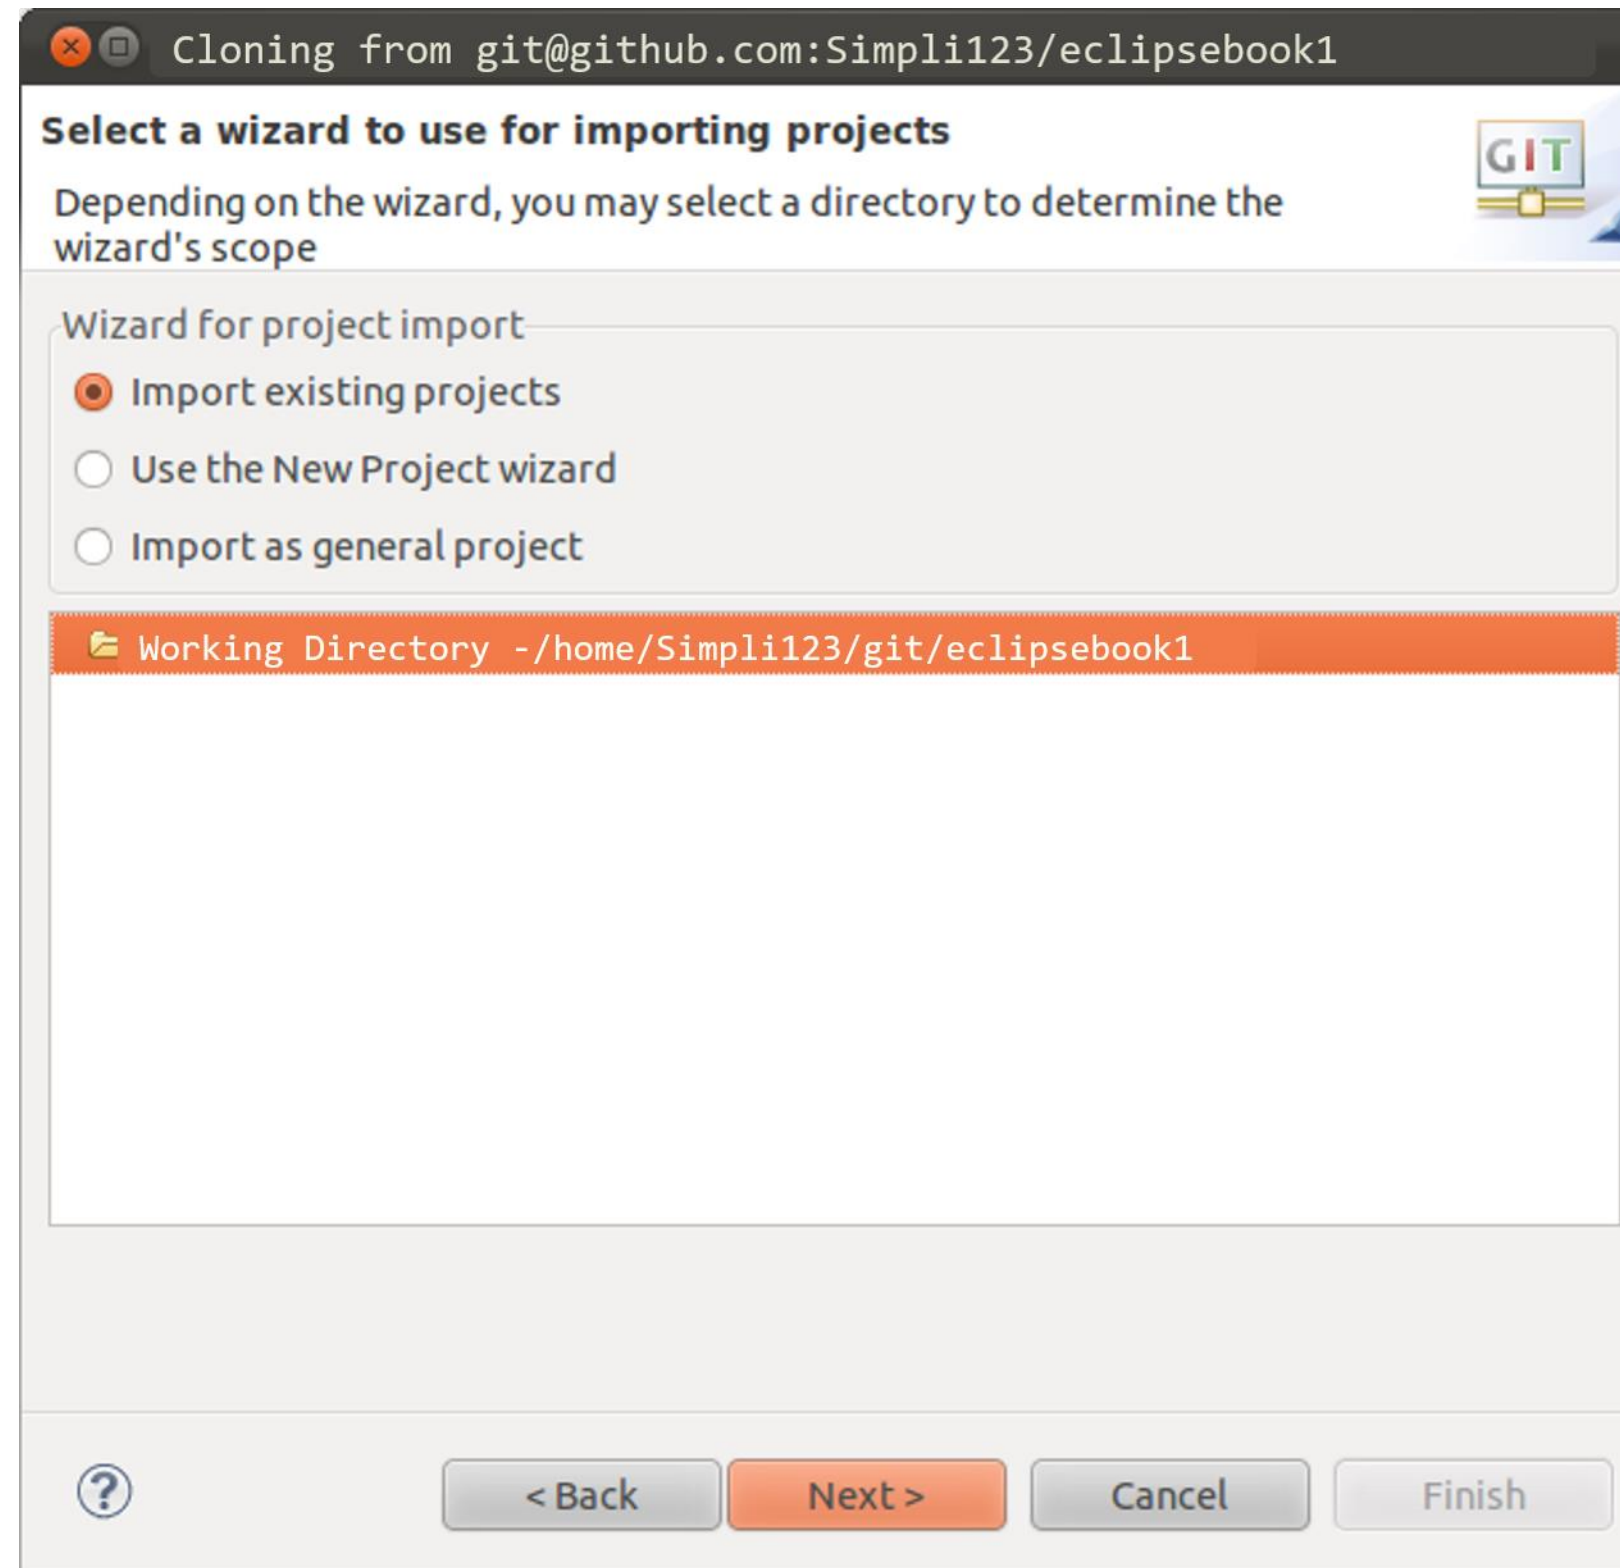 Cloning from git@github.com:Simpli123/eclipsebook1
Select a wizard to use for importing projects
GIT
Depending on the wizard, you may select a directory to determine the
wizard's scope
Wizard for project import
Import existing projects
Use the New Project wizard
Import as general project
Working Directory -/home/Simpli123/git/eclipsebook1
?
< Back
Next >
Cancel
Finish